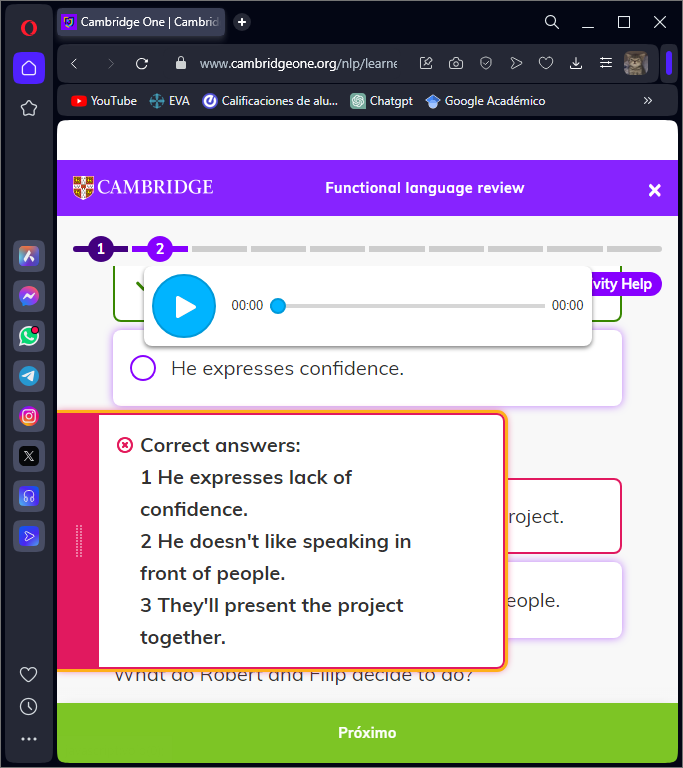 Cambridge One | Cambrid
www.cambridgeone.org/nlp/learne
YouTube
EVA
Calificaciones de alu...
Chatgpt
Google Académico
CAMBRIDGE
Functional language review
1
2
vity Help
00:00
00:00
He expresses confidence.
Correct answers:
1 He expresses lack of
confidence.
2 He doesn't like speaking in
front of people.
3 They'll present the project
together.
roject.
eople.
What do Robert and Filip decide to do?
Próximo